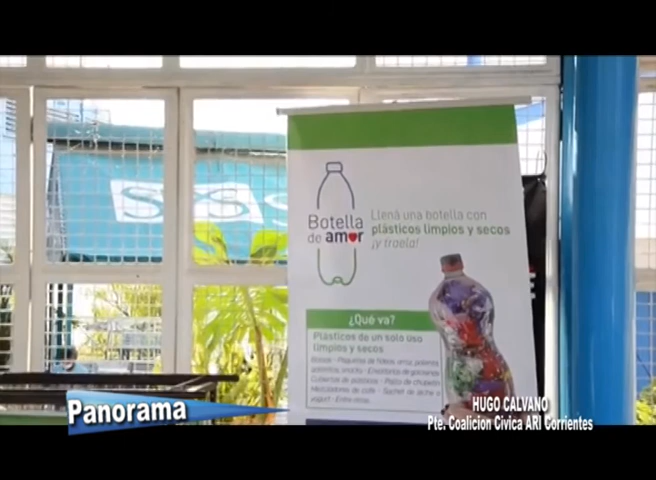 SSS
Botella
de amor
Llená una botella con
plásticos limpios y secos
¡y traela!
¿Qué va?
Plásticos de un solo uso
limpios y secos
Panorama
HUGO CALVANO
Pte. Coalicion Civica ARI Corrientes